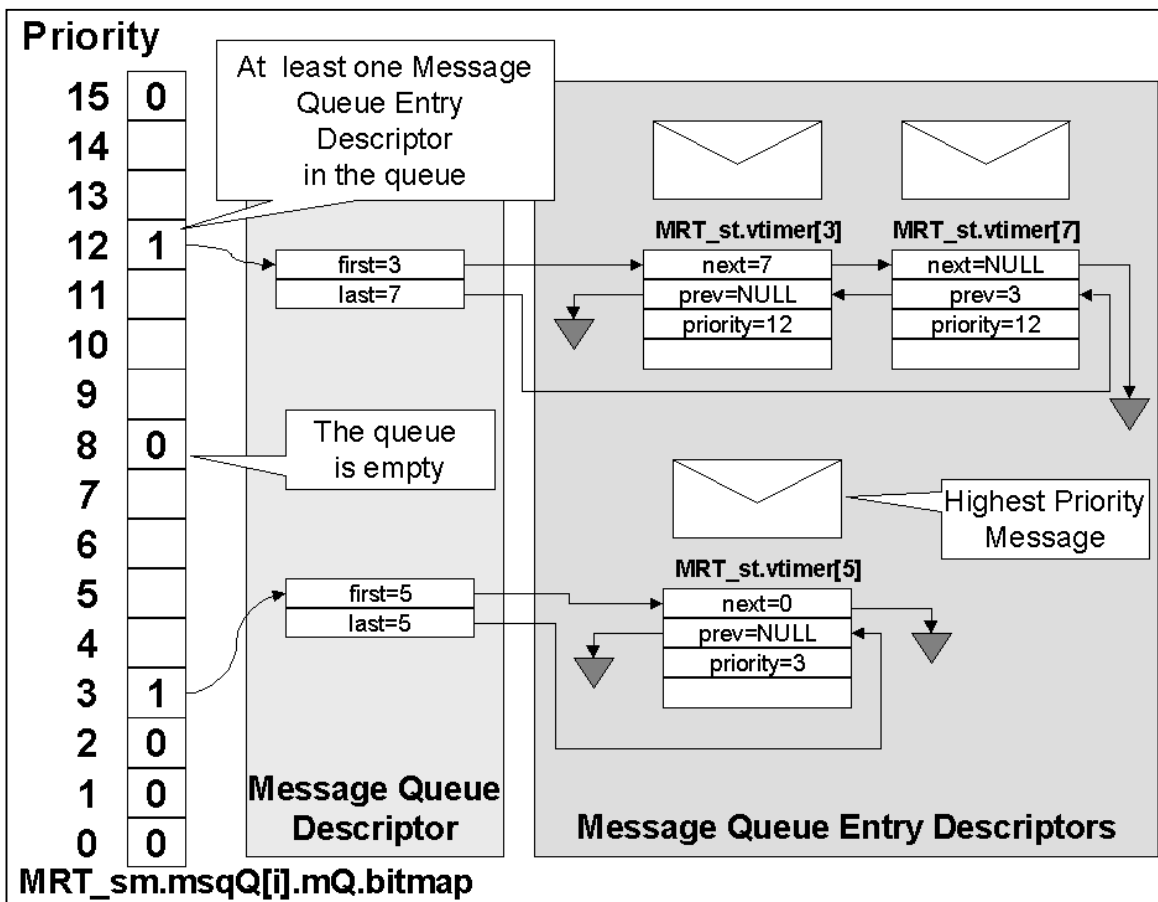 Priority
At least one Message
Queue Entry
Descriptor
in the queue
15 0
14
13
12 1
11
10
9
8 0
7
6
5
4
3 1
2 0
1 0
0 0
MRT_sm.msqQ[i].mQ.bitmap
first=3
last=7
The queue
is empty
first=5
last=5
Message Queue
Descriptor
MRT_st.vtimer[3]
next=7
prev=NULL
priority=12
MRT_st.vtimer[7]
next=NULL
prev=3
priority=12
Highest Priority
Message
MRT_st.vtimer[5]
next=0
prev=NULL
priority=3
Message Queue Entry Descriptors